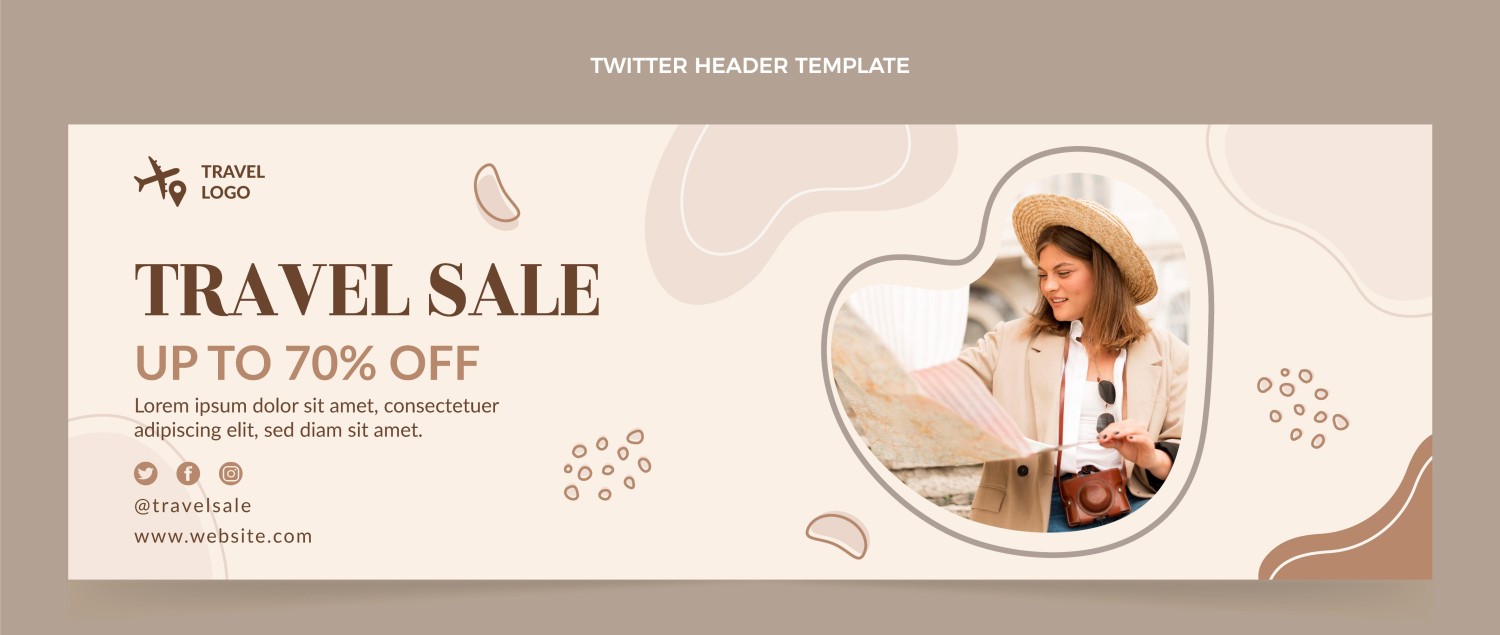 TWITTER HEADER TEMPLATE
TRAVEL
LOGO
TRAVEL SALE
UP TO 70% OFF
Lorem ipsum dolor sit amet, consectetuer
adipiscing elit, sed diam sit amet.
@travelsale
www.website.com